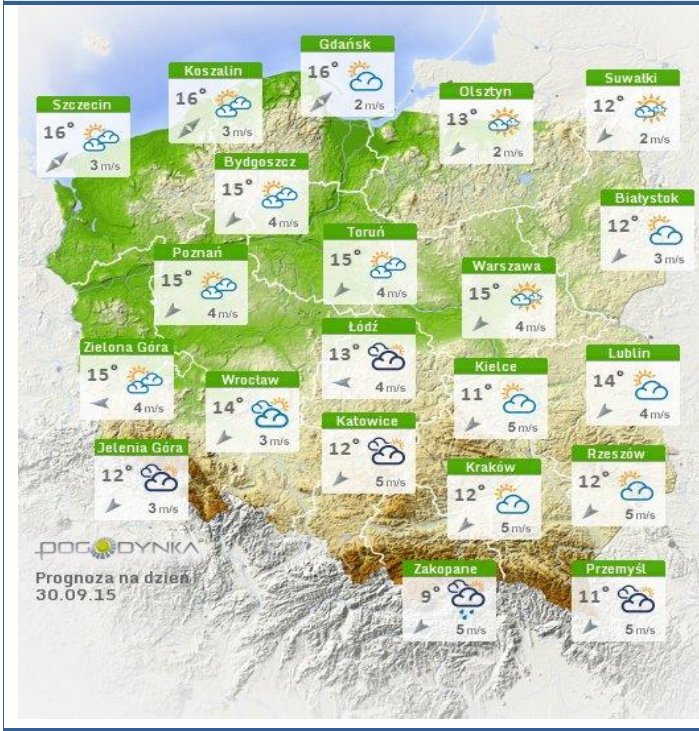 Gdańsk
16°
2 m/s
Koszalin
16°
3 m/s
Szczecin
16°
3 m/s
Olsztyn
13°
2 m/s
Suwałki
12°
2 m/s
Bydgoszcz
15°
4 m/s
Białystok
12°
3 m/s
Toruń
15°
4 m/s
Poznań
15°
4 m/s
Warszawa
15°
4 m/s
Łódź
13°
4 m/s
Zielona Góra
15°
4 m/s
Wrocław
14°
3 m/s
Kielce
11°
5 m/s
Lublin
14°
4 m/s
Katowice
12°
5 m/s
Jelenia Góra
12°
3 m/s
Kraków
12°
5 m/s
Rzeszów
12°
5 m/s
POGODYNKA
Prognoza na dzień
30.09.15
Zakopane
9°
5 m/s
Przemyśl
11°
5 m/s